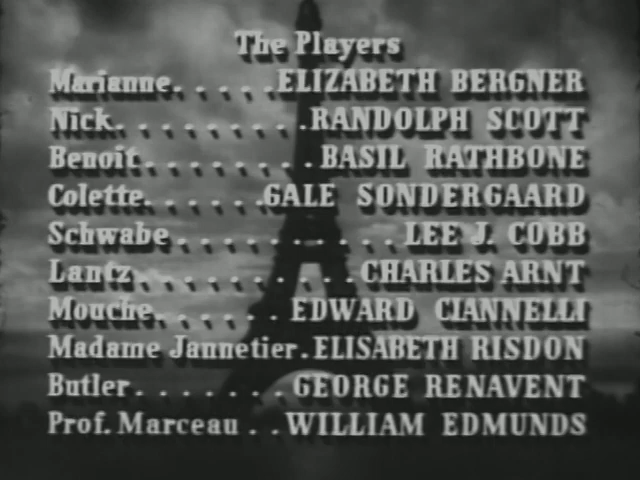 The Players
Marianne. . . . . .ELIZABETH BERGNER
Nick. . . . . . . . . .RANDOLPH SCOTT
Benoit. . . . . . . . . BASIL RATHBONE
Colette. . . . . .GALE SONDERGAARD
Schwabe. . . . . . . . . . LEE J. COBB
Lantz. . . . . . . . . . CHARLES ARNT
Mouche. . . . . . EDWARD CIANNELLI
Madame Jannetier.ELISABETH RISDON
Butler. . . . . . . GEORGE RENAVENT
Prof. Marceau . . WILLIAM EDMUNDS